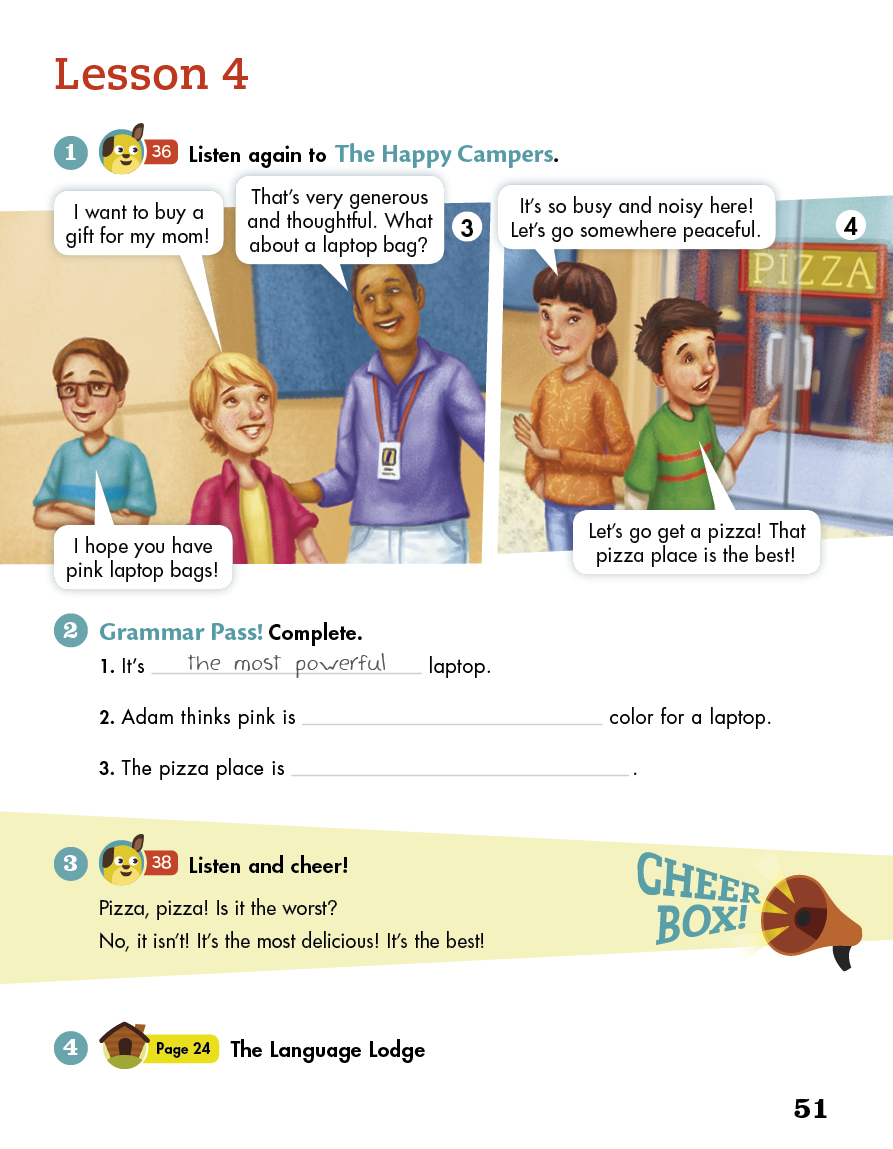 Lesson 4
1 36 Listen again to The Happy Campers.
I want to buy a
gift for my mom!
That's very generous
and thoughtful. What
about a laptop bag?
3
I hope you have
pink laptop bags!
It's so busy and noisy here!
Let's go somewhere peaceful.
4
PIZZA
Let's go get a pizza! That
pizza place is the best!
2 Grammar Pass! Complete.
1. It's the most powerful laptop.
2. Adam thinks pink is ______ color for a laptop.
3. The pizza place is ______.
3 38 Listen and cheer!
Pizza, pizza! Is it the worst?
No, it isn't! It's the most delicious! It's the best!
CHEER
BOX!
4 Page 24 The Language Lodge
51